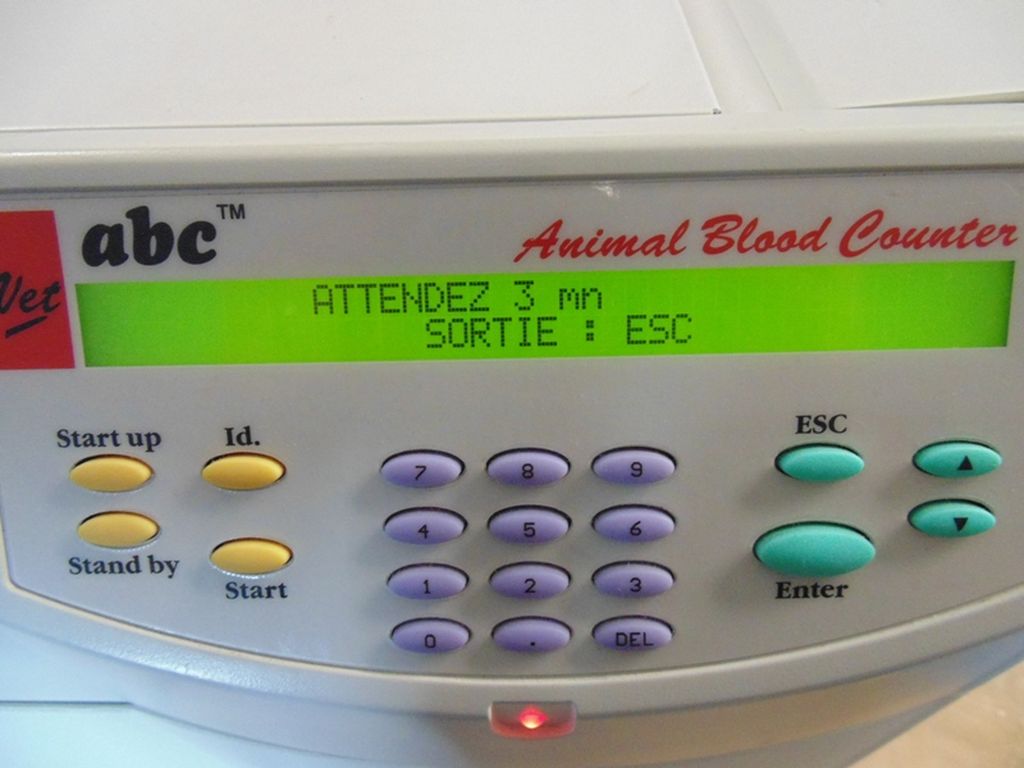 abc™
Animal Blood Counter
Vet
ATTENDEZ 3 mn
SORTIE : ESC
Start up
Id.
Stand by
Start
7 8 9
4 5 6
1 2 3
0 . DEL
ESC
▲
▼
Enter